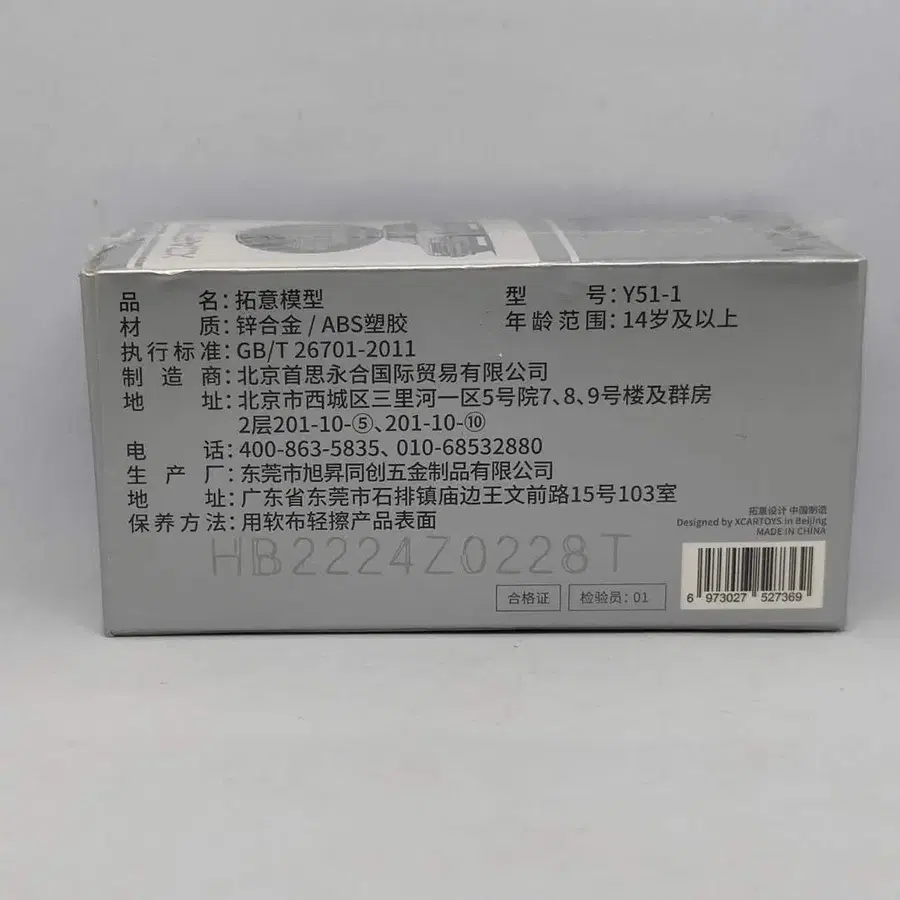 品名：拓意模型 型号：Y51-1
材质：锌合金 / ABS塑胶 年龄范围：14岁及以上
执行标准：GB/T 26701-2011
制造商：北京首思永合国际贸易有限公司
地址：北京市西城区三里河一区5号院7、8、9号楼及群房
2层201-10-⑤、201-10-⑩
电话：400-863-5835、010-68532880
生产厂：东莞市旭昇同创五金制品有限公司
地址：广东省东莞市石排镇庙边王文前路15号103室
保养方法：用软布轻擦产品表面
拓意设计 中国制造
Designed by XCARTOYS in Beijing
MADE IN CHINA
HB2224Z0228T
合格证 检验员：01
6 973027 527369